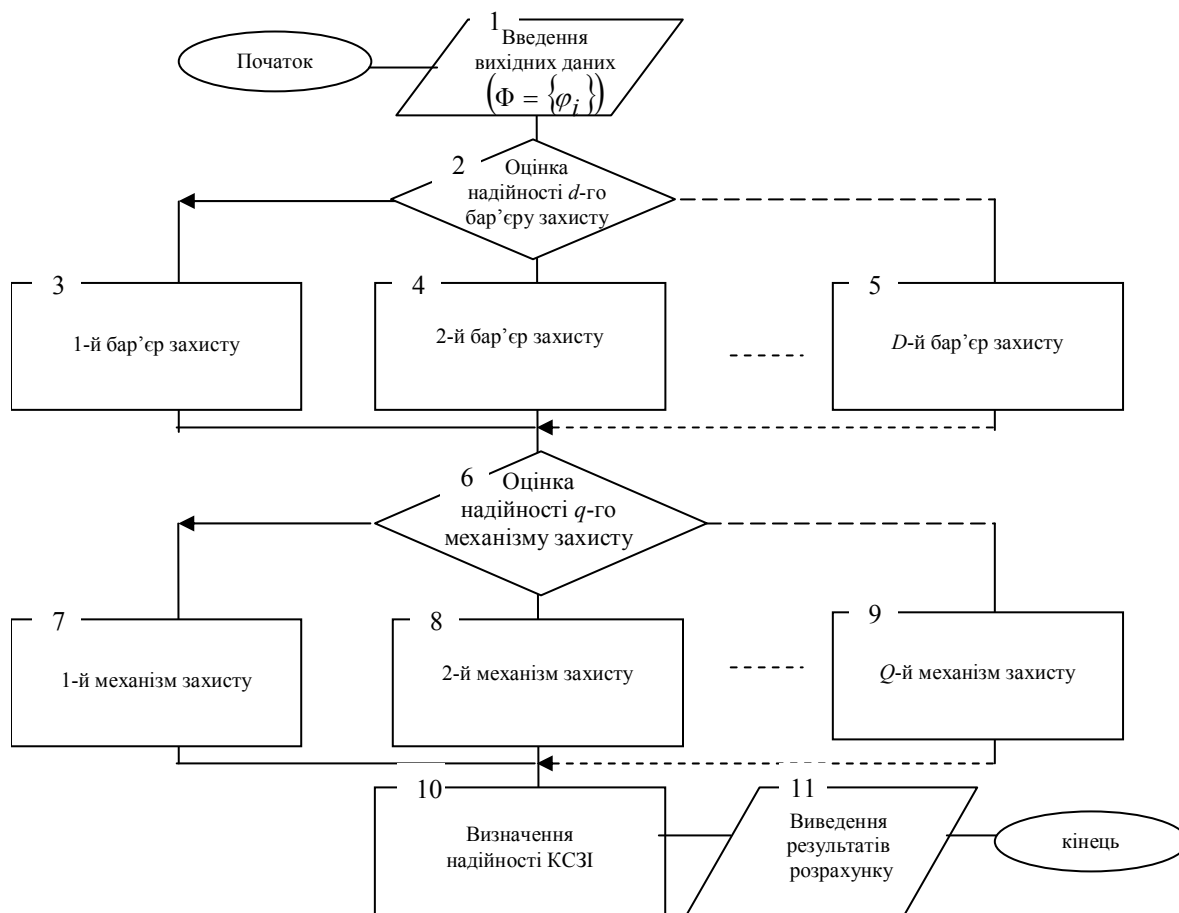 Початок
1
Введення
вихідних даних
(Φ = {φ_i})
2
Оцінка
надійності d-го
бар’єру захисту
3
1-й бар’єр захисту
4
2-й бар’єр захисту
5
D-й бар’єр захисту
6
Оцінка
надійності q-го
механізму захисту
7
1-й механізм захисту
8
2-й механізм захисту
9
Q-й механізм захисту
10
Визначення
надійності КСЗІ
11
Виведення
результатів
розрахунку
кінець